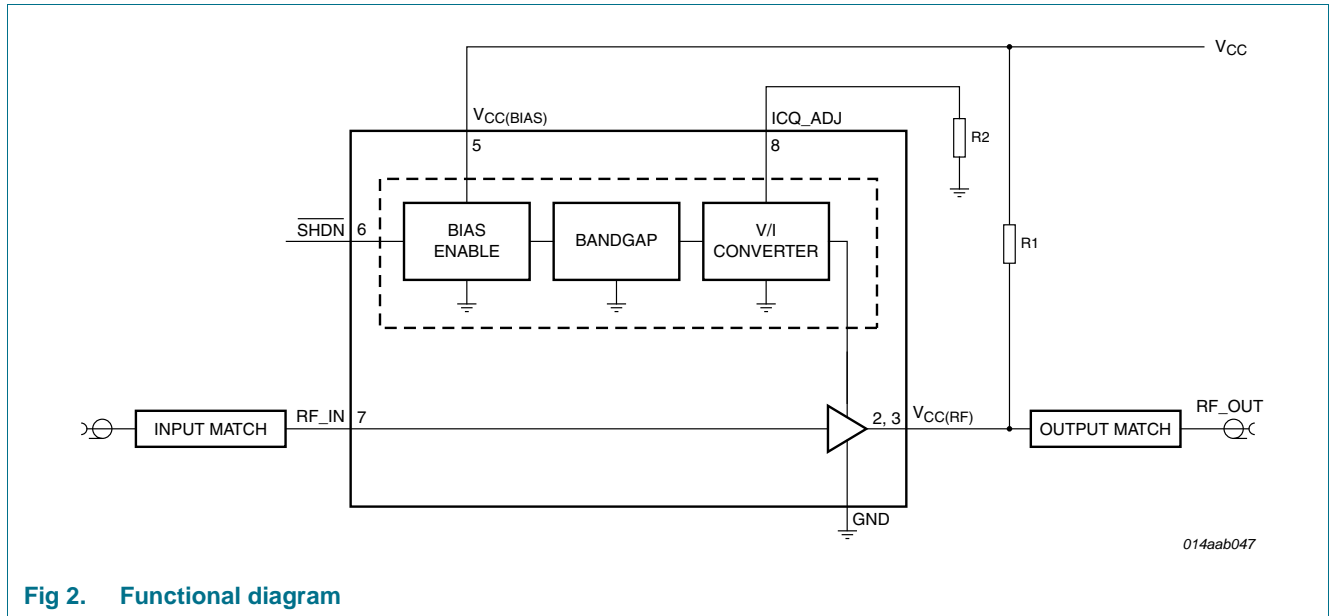 VCC
VCC(BIAS)
ICQ_ADJ
5
8
R2
SHDN
6
BIAS
ENABLE
BANDGAP
V/I
CONVERTER
R1
INPUT MATCH
RF_IN
7
2, 3
VCC(RF)
OUTPUT MATCH
RF_OUT
GND
014aab047
Fig 2. Functional diagram